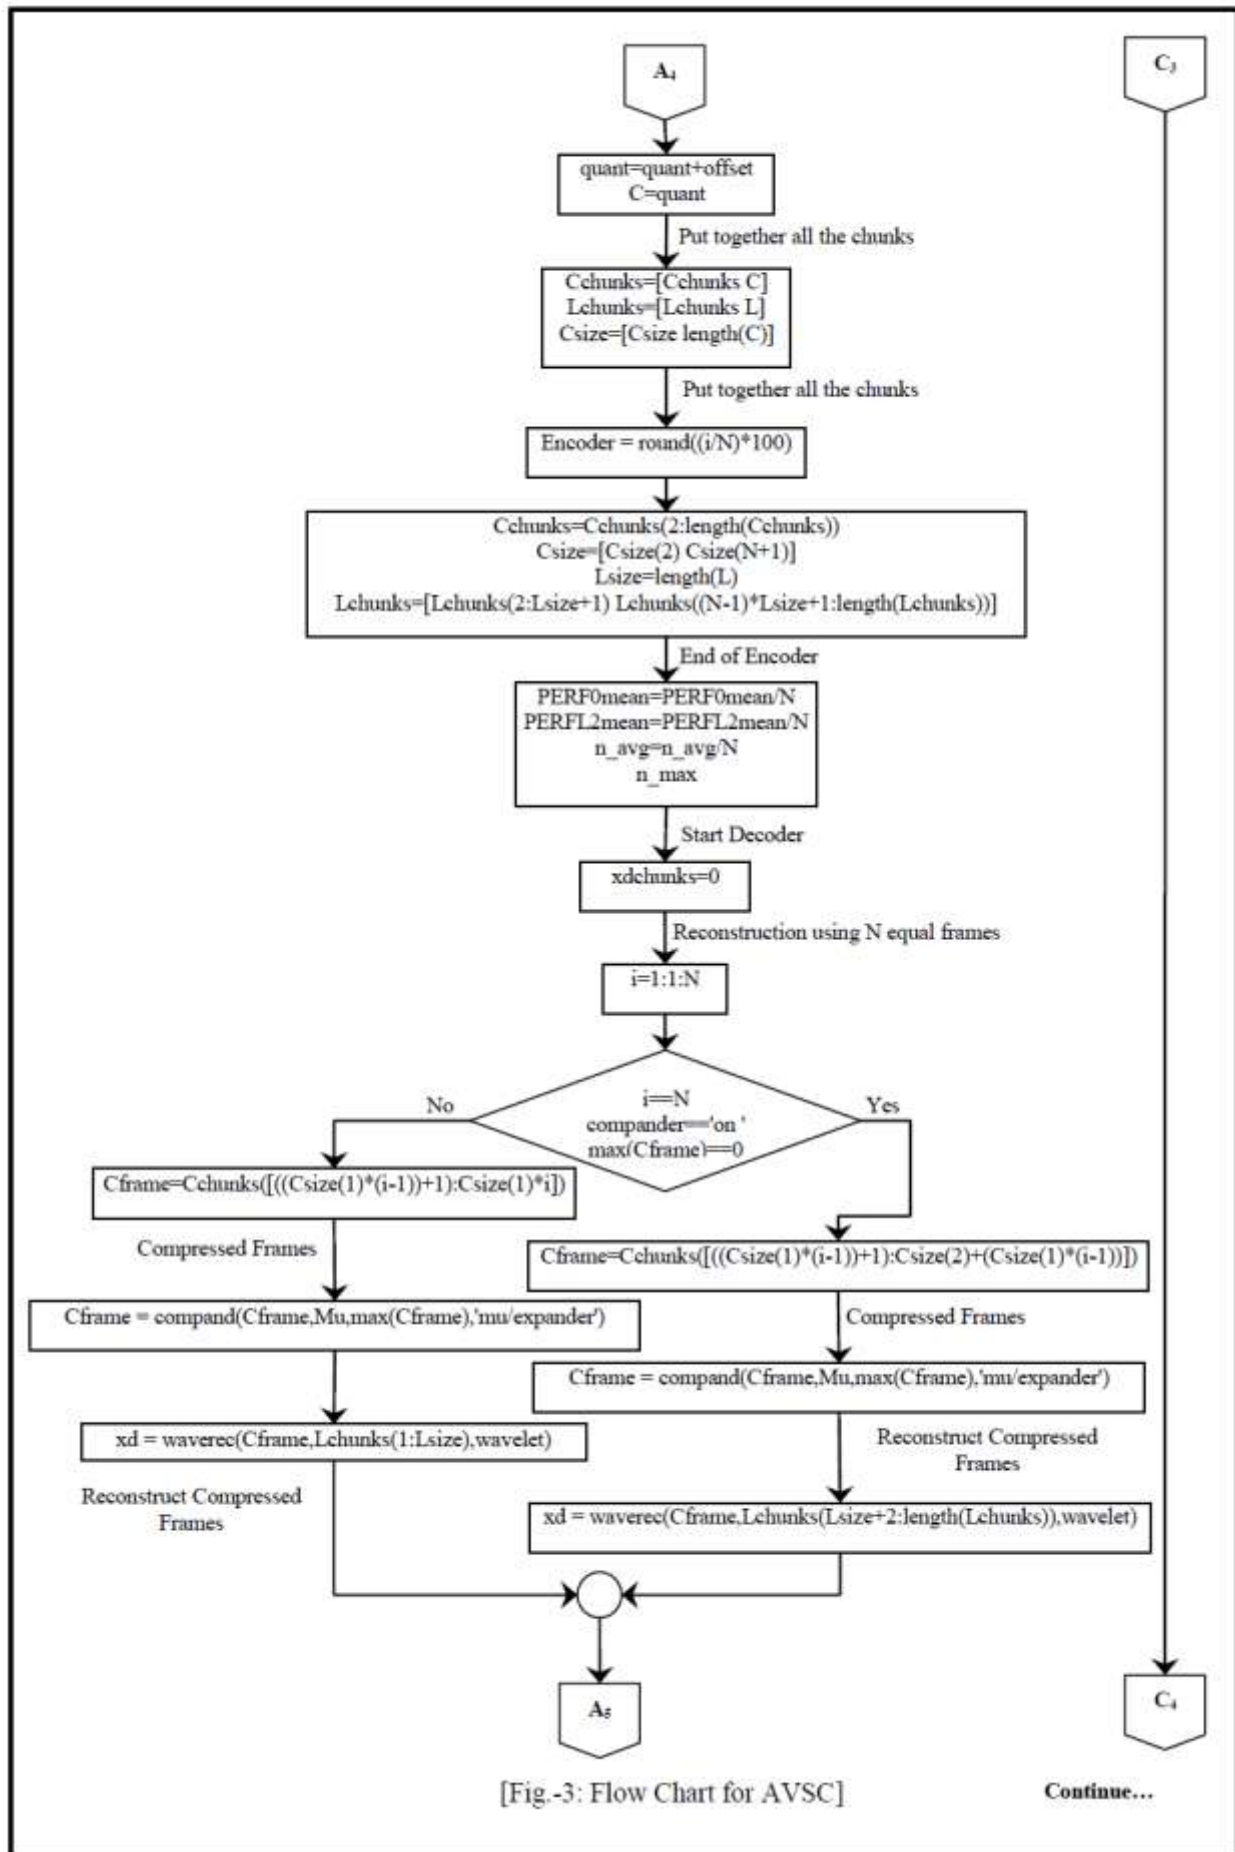 A₄
C₃
quant=quant+offset
C=quant
Put together all the chunks
Cchunks=[Cchunks C]
Lchunks=[Lchunks L]
Csize=[Csize length(C)]
Put together all the chunks
Encoder = round((i/N)*100)
Cchunks=Cchunks(2:length(Cchunks))
Csize=[Csize(2) Csize(N+1)]
Lsize=length(L)
Lchunks=[Lchunks(2:Lsize+1) Lchunks((N-1)*Lsize+1:length(Lchunks))]
End of Encoder
PERF0mean=PERF0mean/N
PERFL2mean=PERFL2mean/N
n_avg=n_avg/N
n_max
Start Decoder
xdchunks=0
Reconstruction using N equal frames
i=1:1:N
No
i==N
compander=='on '
max(Cframe)==0
Yes
Cframe=Cchunks([((Csize(1)*(i-1))+1):Csize(1)*i])
Compressed Frames
Cframe = compand(Cframe,Mu,max(Cframe),'mu/expander')
xd = waverec(Cframe,Lchunks(1:Lsize),wavelet)
Reconstruct Compressed
Frames
Cframe=Cchunks([((Csize(1)*(i-1))+1):Csize(2)+(Csize(1)*(i-1))])
Compressed Frames
Cframe = compand(Cframe,Mu,max(Cframe),'mu/expander')
Reconstruct Compressed
Frames
xd = waverec(Cframe,Lchunks(Lsize+2:length(Lchunks)),wavelet)
A₅
C₄
[Fig.-3: Flow Chart for AVSC]
Continue…